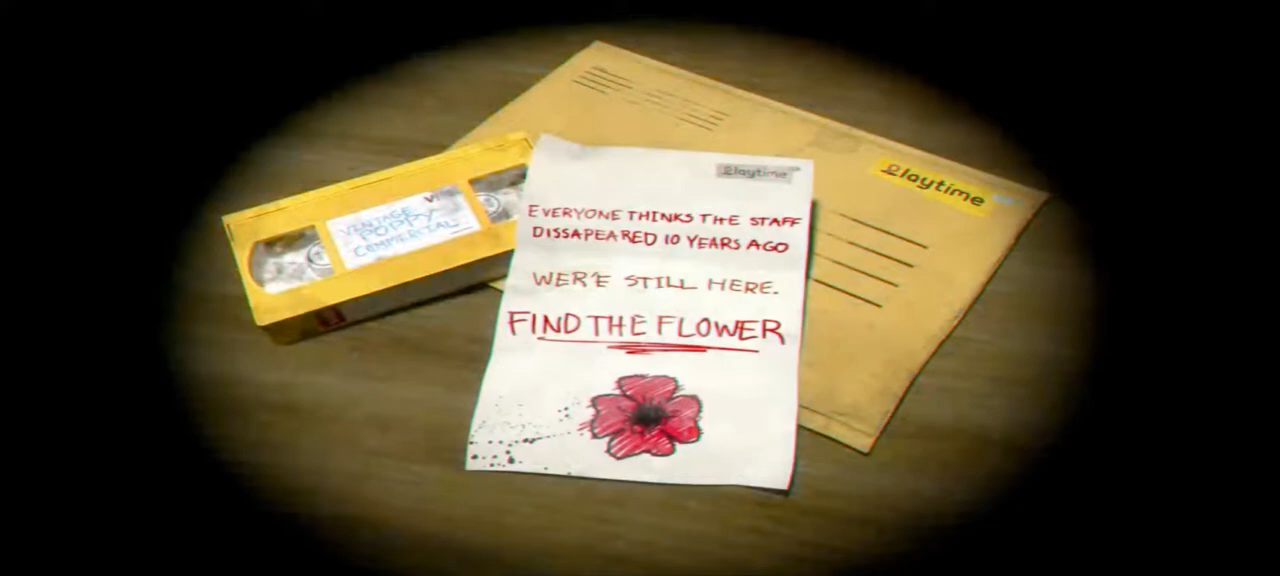 VINTAGE
POPPY
COMMERCIAL
Playtime
EVERYONE THINKS THE STAFF
DISSAPEARED 10 YEARS AGO
WER'E STILL HERE.
FIND THE FLOWER
Playtime